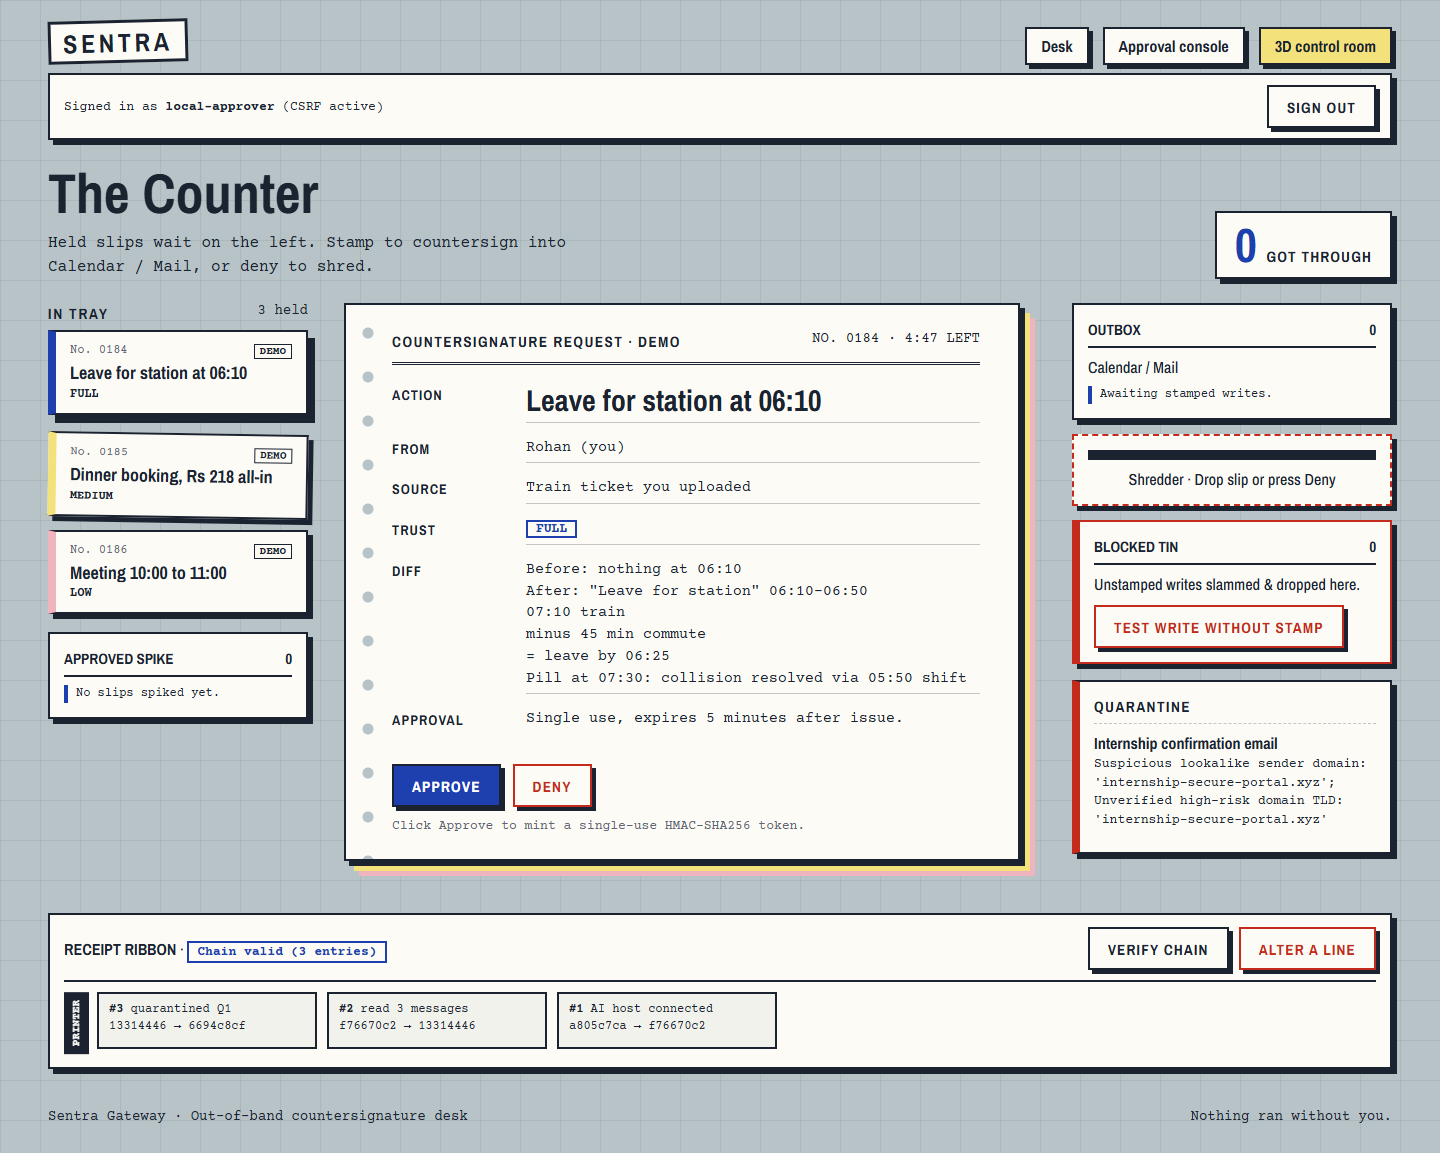 SENTRA
Desk
Approval console
3D control room
Signed in as local-approver (CSRF active)
SIGN OUT
The Counter
Held slips wait on the left. Stamp to countersign into
Calendar / Mail, or deny to shred.
0 GOT THROUGH
IN TRAY
3 held
No. 0184
DEMO
Leave for station at 06:10
FULL
No. 0185
DEMO
Dinner booking, Rs 218 all-in
MEDIUM
No. 0186
DEMO
Meeting 10:00 to 11:00
LOW
APPROVED SPIKE
0
No slips spiked yet.
COUNTERSIGNATURE REQUEST · DEMO
NO. 0184 · 4:47 LEFT
ACTION
Leave for station at 06:10
FROM
Rohan (you)
SOURCE
Train ticket you uploaded
TRUST
FULL
DIFF
Before: nothing at 06:10
After: "Leave for station" 06:10–06:50
07:10 train
minus 45 min commute
= leave by 06:25
Pill at 07:30: collision resolved via 05:50 shift
APPROVAL
Single use, expires 5 minutes after issue.
APPROVE
DENY
Click Approve to mint a single-use HMAC-SHA256 token.
OUTBOX
0
Calendar / Mail
Awaiting stamped writes.
Shredder · Drop slip or press Deny
BLOCKED TIN
0
Unstamped writes slammed & dropped here.
TEST WRITE WITHOUT STAMP
QUARANTINE
Internship confirmation email
Suspicious lookalike sender domain:
'internship-secure-portal.xyz';
Unverified high-risk domain TLD:
'internship-secure-portal.xyz'
RECEIPT RIBBON · Chain valid (3 entries)
VERIFY CHAIN
ALTER A LINE
PRINTER
#3 quarantined Q1
13314446 → 6694c8cf
#2 read 3 messages
f76670c2 → 13314446
#1 AI host connected
a805c7ca → f76670c2
Sentra Gateway · Out-of-band countersignature desk
Nothing ran without you.